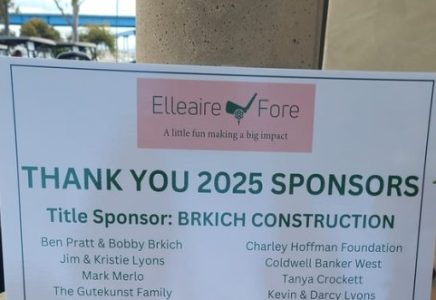 Elleaire Fore
A little fun making a big impact
THANK YOU 2025 SPONSORS
Title Sponsor: BRKICH CONSTRUCTION
Ben Pratt & Bobby Brkich
Jim & Kristie Lyons
Mark Merlo
The Gutekunst Family
Charley Hoffman Foundation
Coldwell Banker West
Tanya Crockett
Kevin & Darcy Lyons